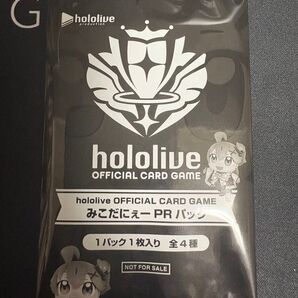 G
hololive
production
hololive
OFFICIAL CARD GAME
hololive OFFICIAL CARD GAME
みこだにぇー PR パック
1パック1枚入り 全4種
NOT FOR SALE